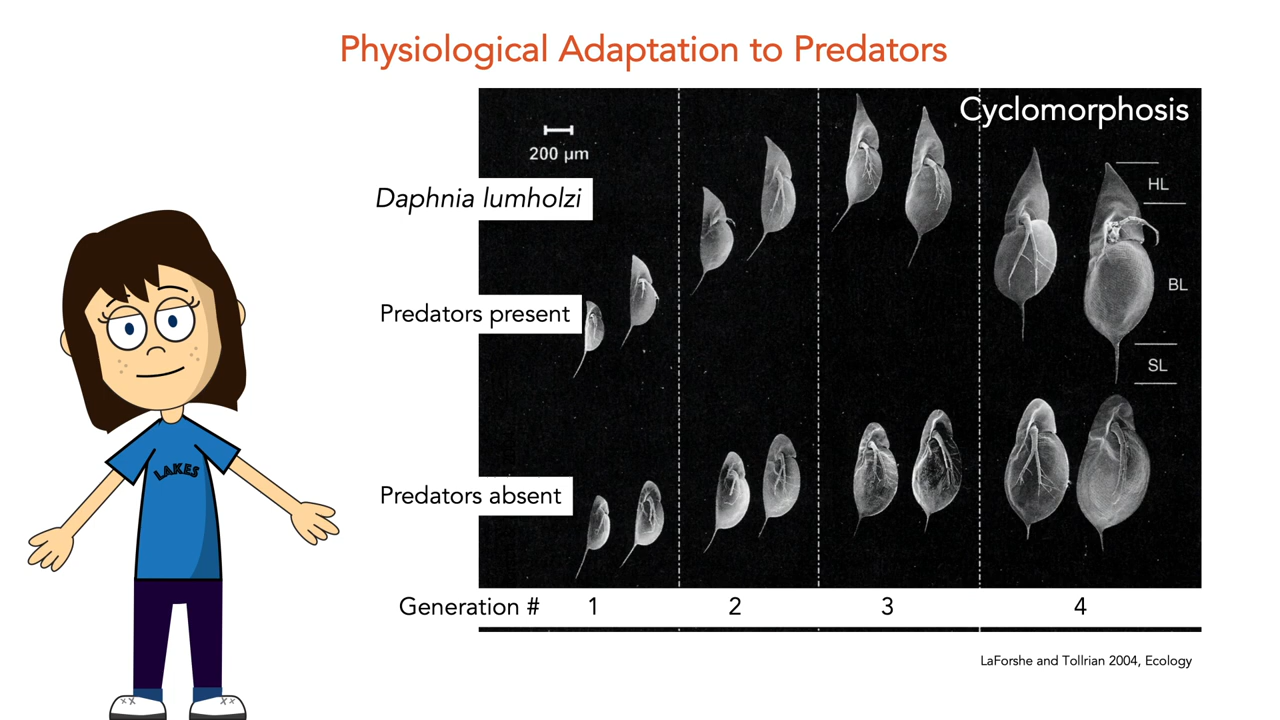 Physiological Adaptation to Predators
Cyclomorphosis
200 µm
HL
Daphnia lumholzi
BL
Predators present
SL
Predators absent
LAKES
Generation # 1 2 3 4
LaForshe and Tollrian 2004, Ecology